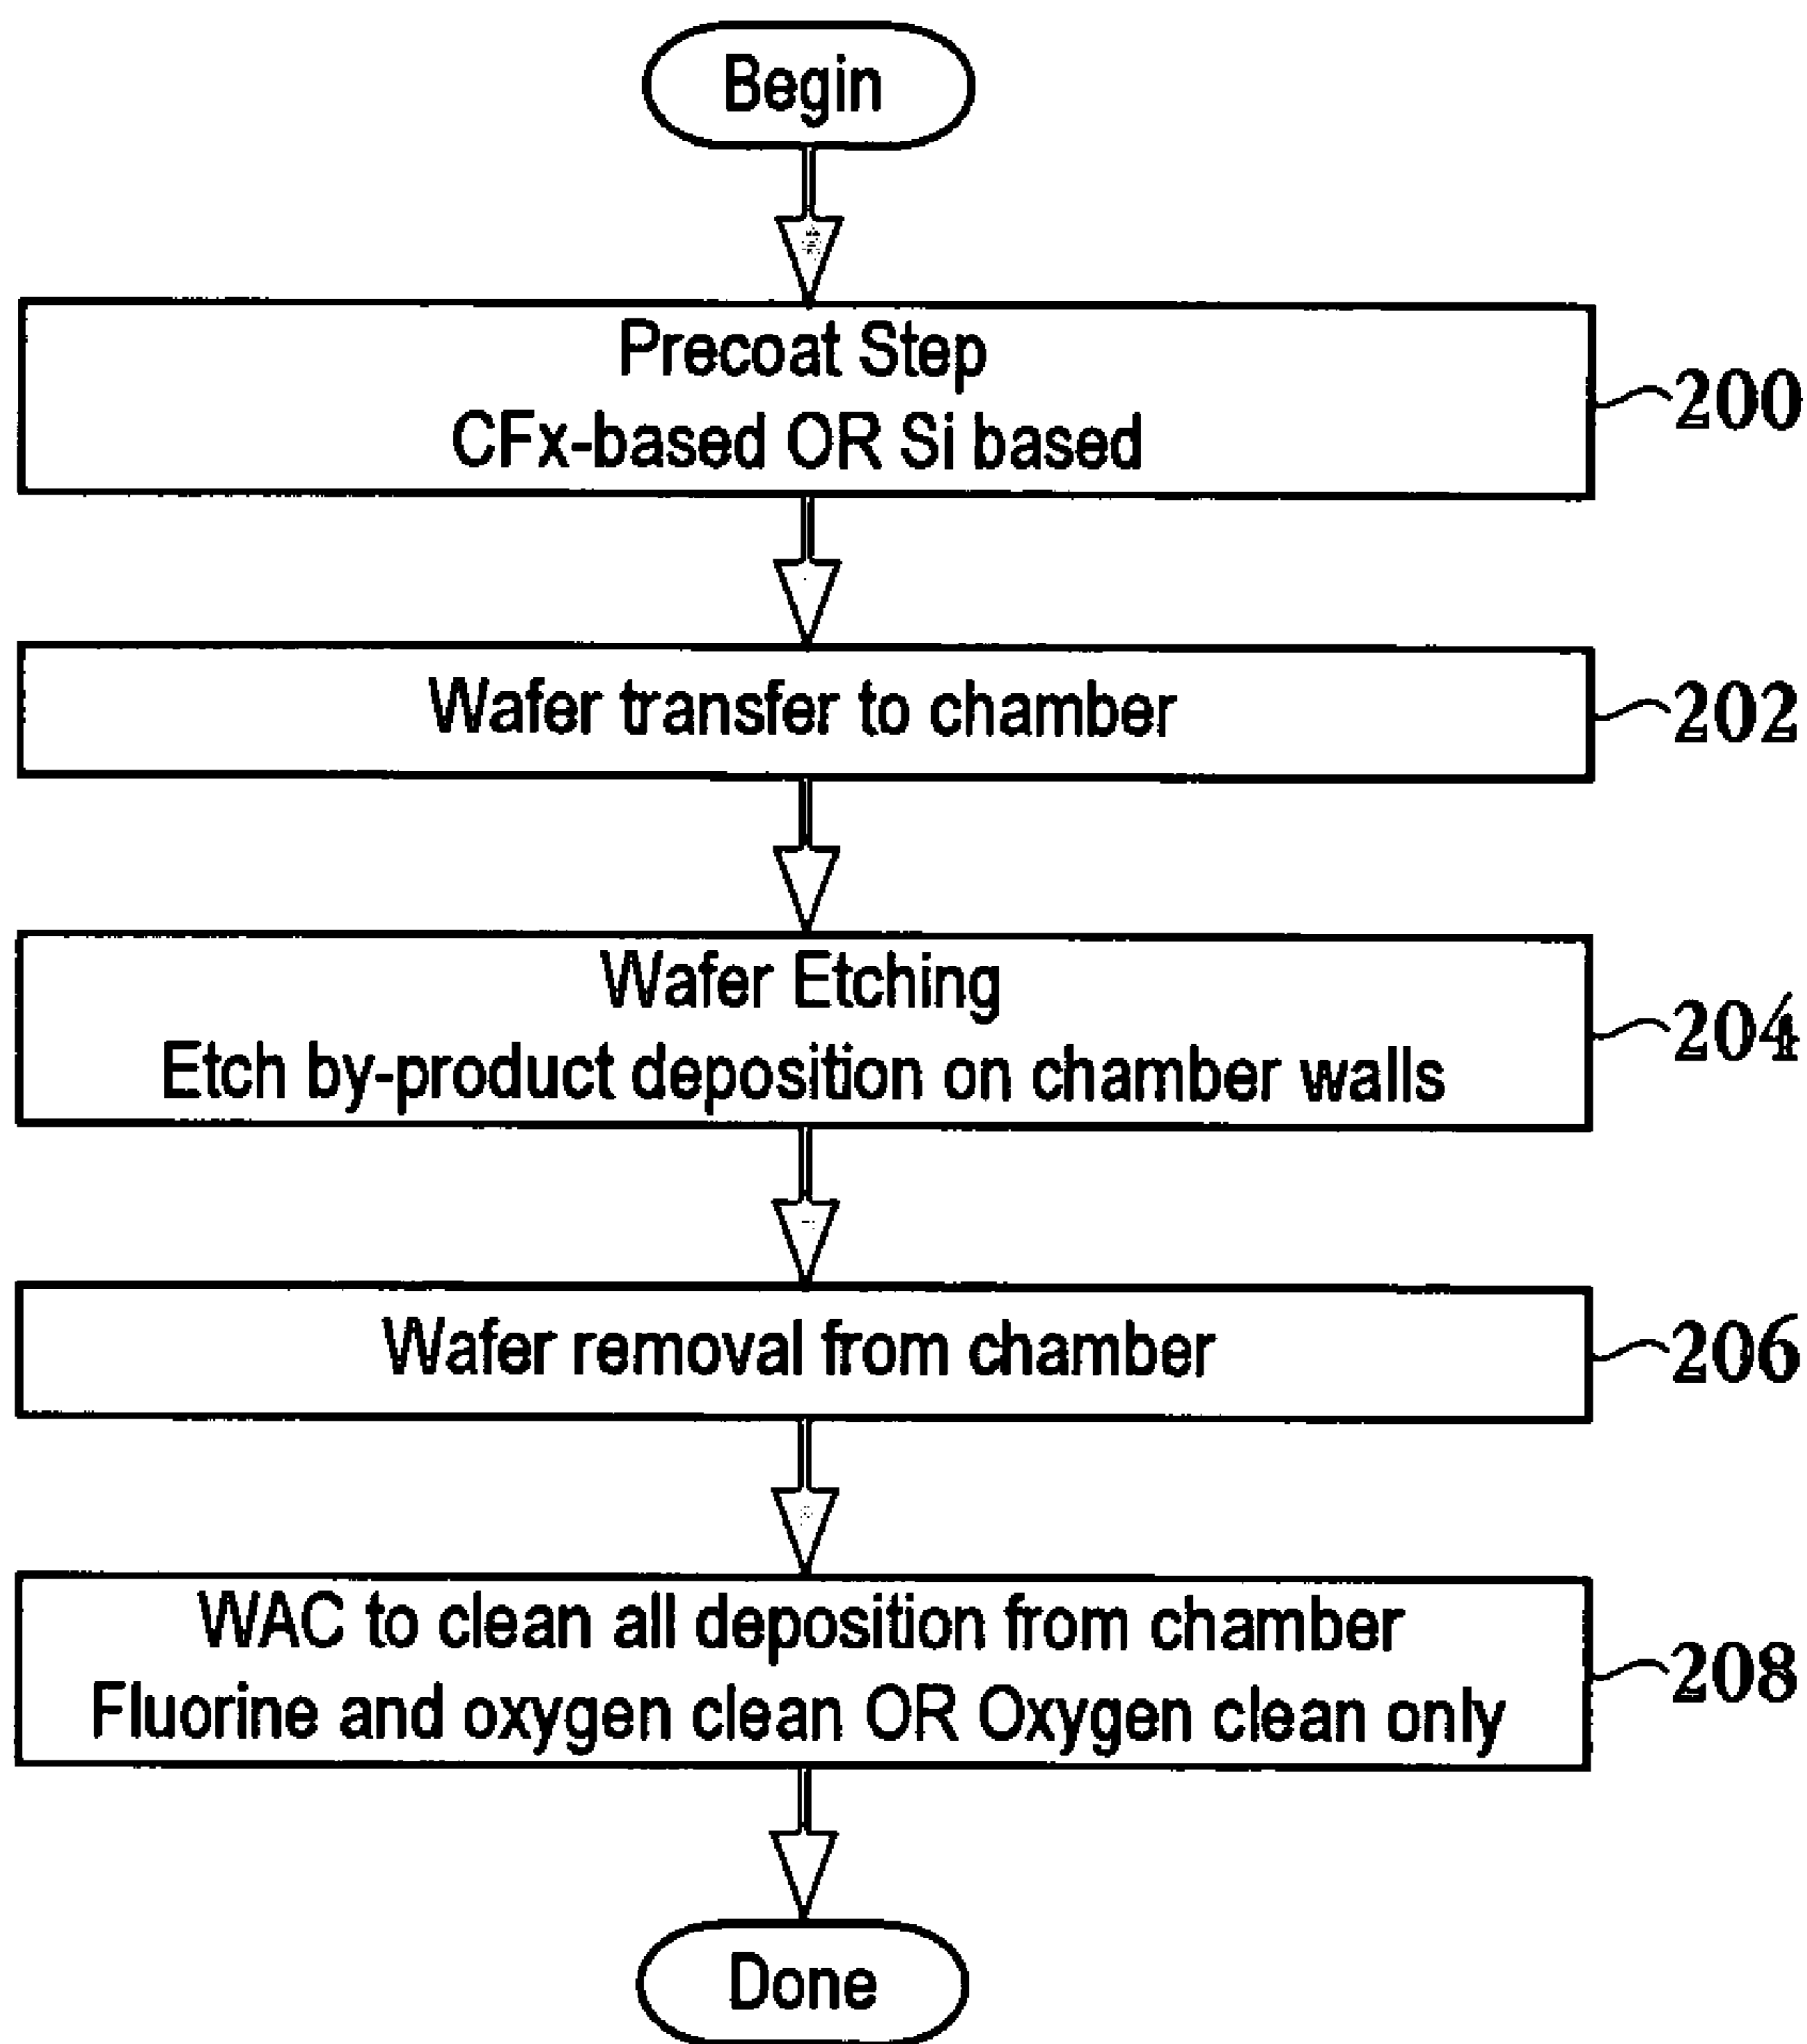 Begin
Precoat Step
CFx-based OR Si based
200
Wafer transfer to chamber
202
Wafer Etching
Etch by-product deposition on chamber walls
204
Wafer removal from chamber
206
WAC to clean all deposition from chamber
Fluorine and oxygen clean OR Oxygen clean only
208
Done